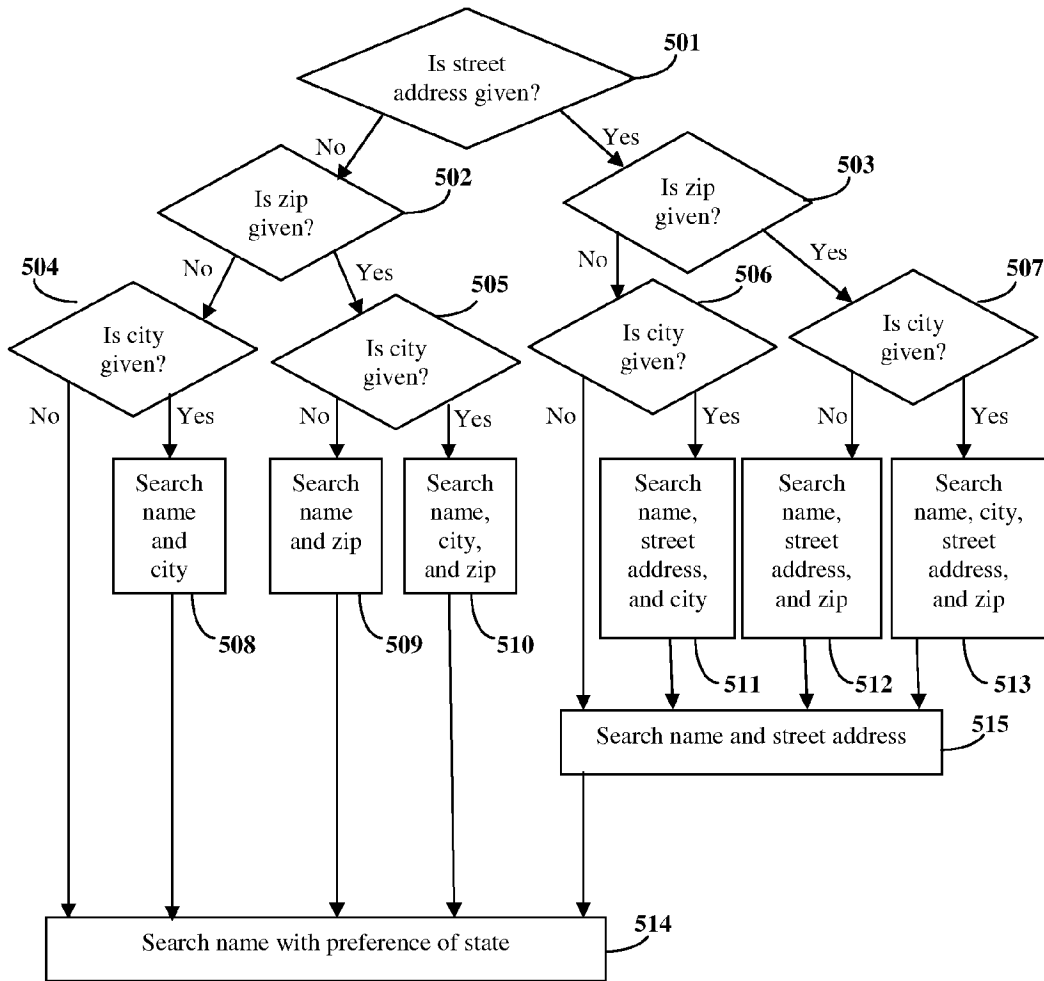 501
Is street
address given?
No
Yes
502
503
Is zip
given?
Is zip
given?
504
No
Yes
505
No
506
Yes
507
Is city
given?
Is city
given?
Is city
given?
Is city
given?
No
Yes
No
Yes
No
Yes
No
Yes
Search
name
and
city
Search
name
and zip
Search
name,
city,
and zip
Search
name,
street
address,
and city
Search
name,
street
address,
and zip
Search
name, city,
street
address,
and zip
508
509
510
511
512
513
Search name and street address
515
Search name with preference of state
514